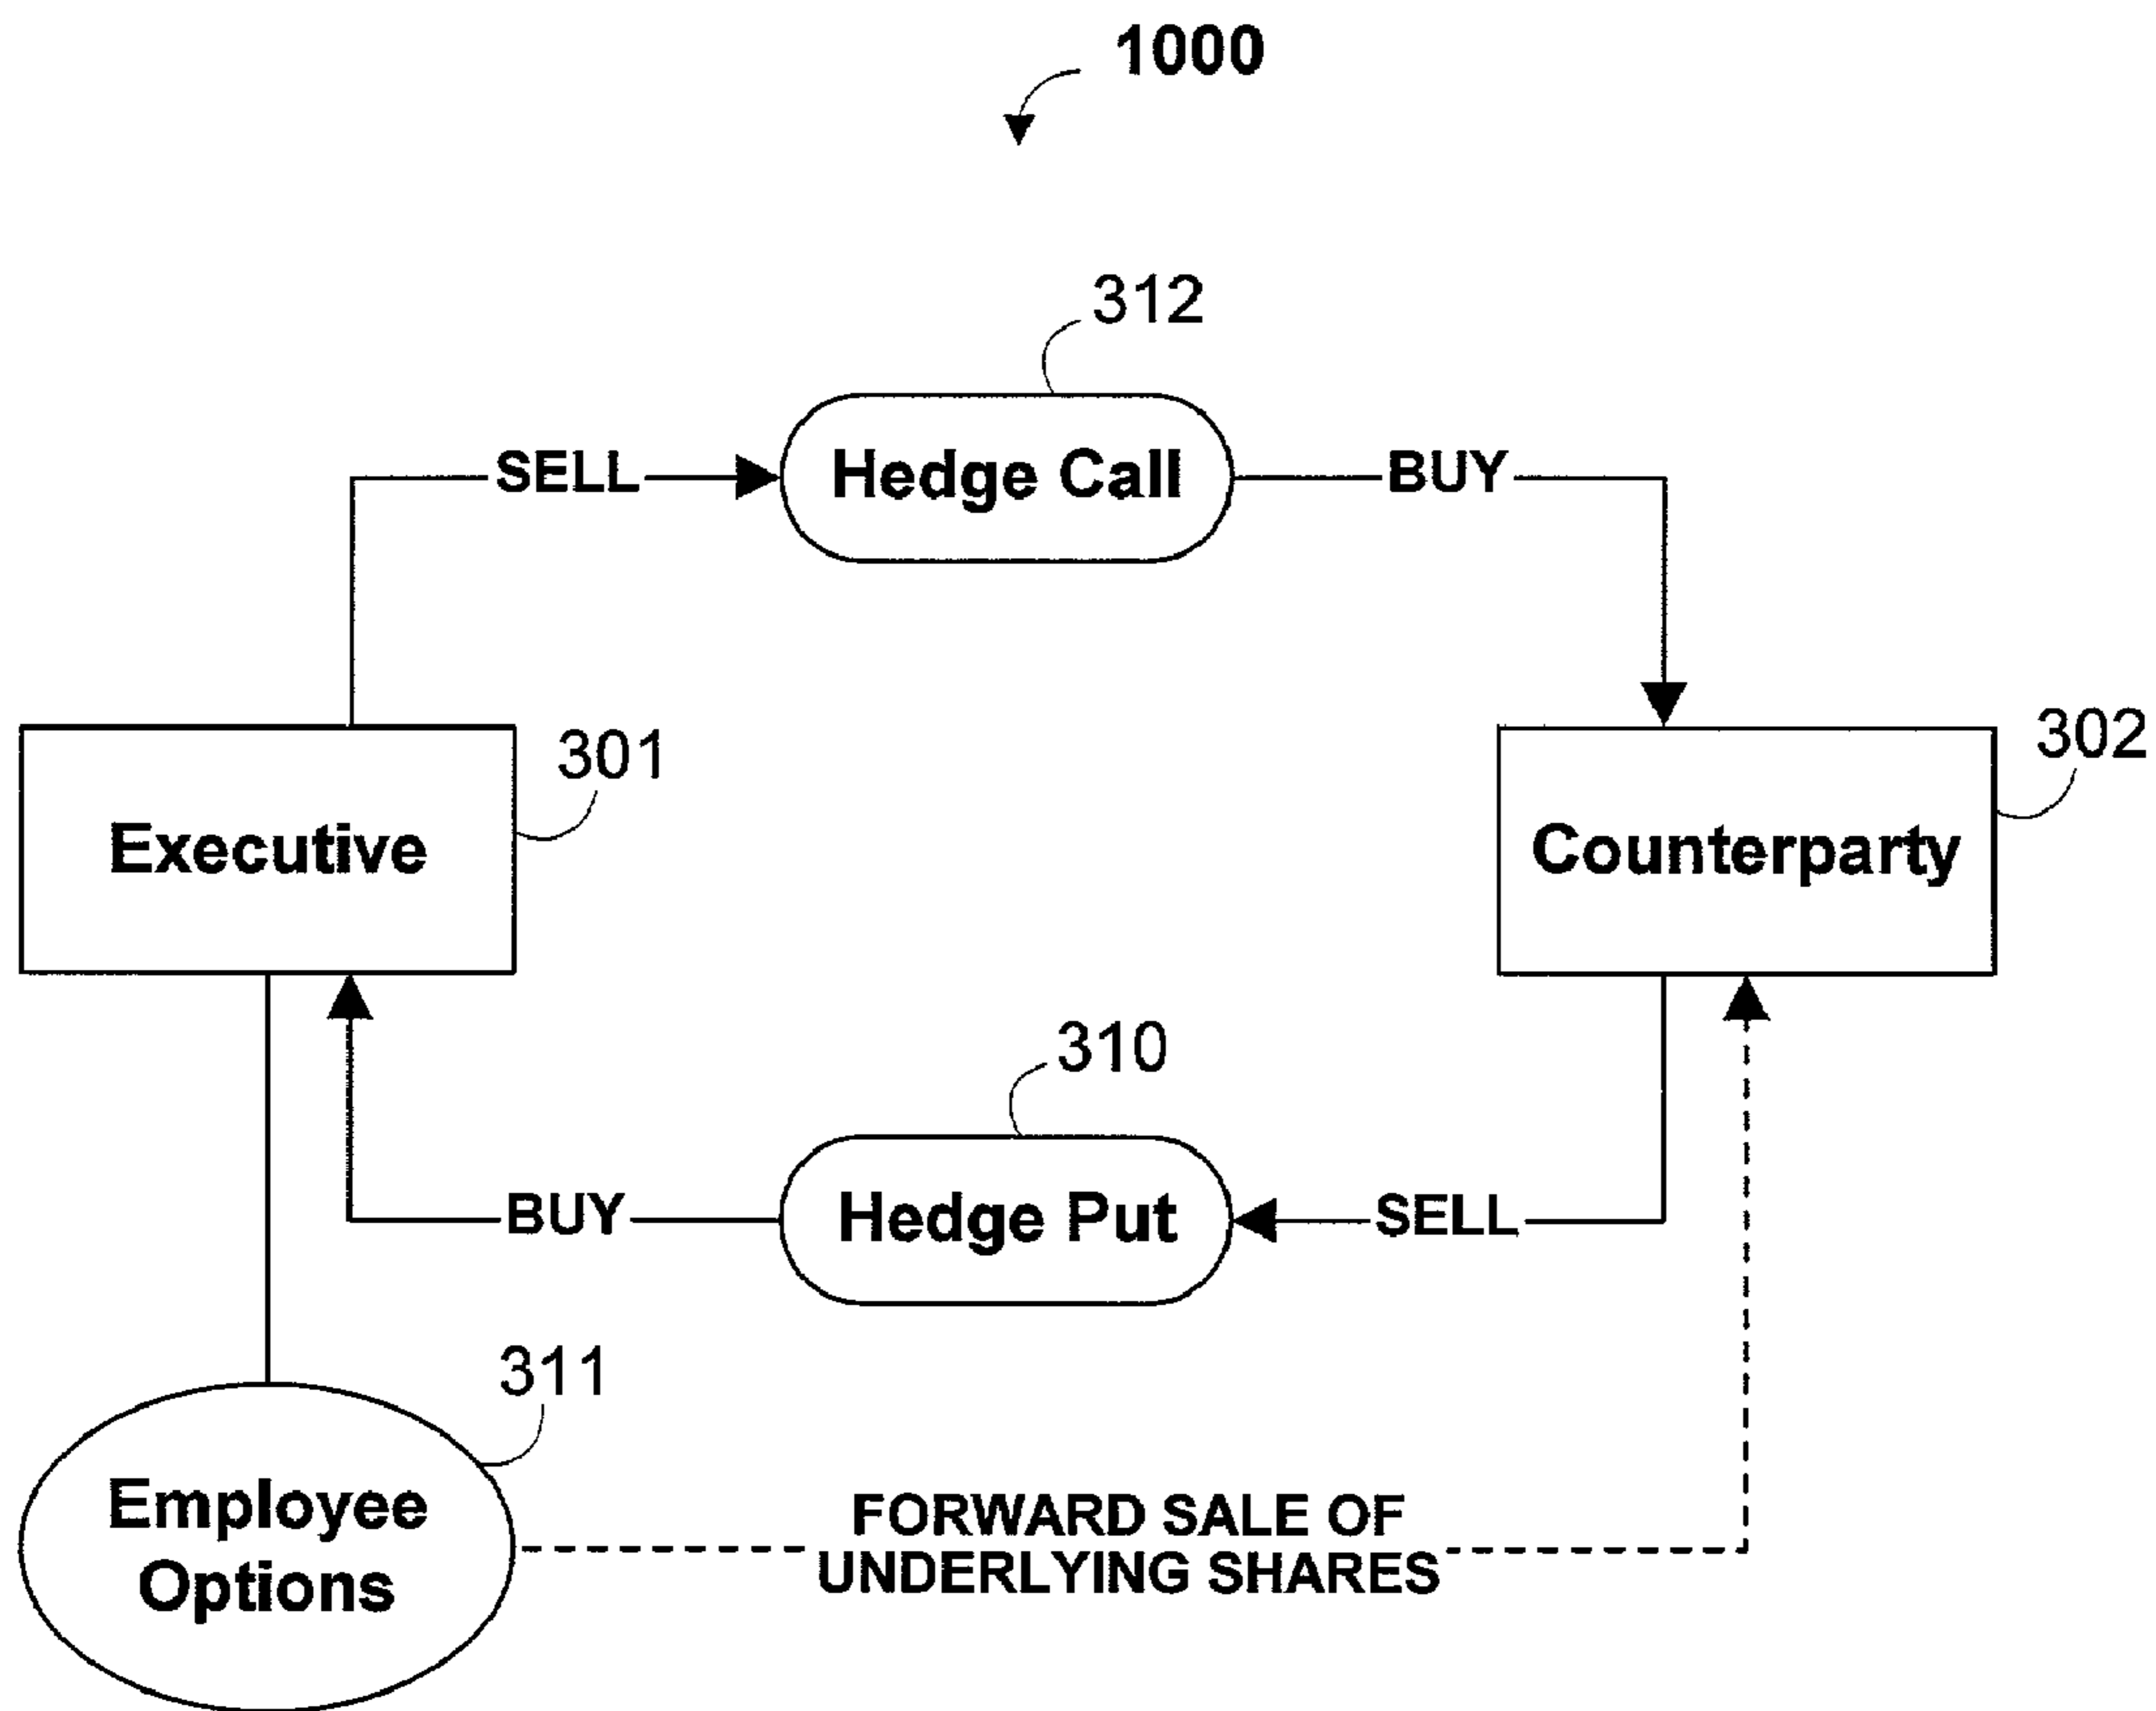 1000
312
SELL
Hedge Call
BUY
301
302
Executive
Counterparty
310
BUY
Hedge Put
SELL
311
Employee
Options
FORWARD SALE OF
UNDERLYING SHARES